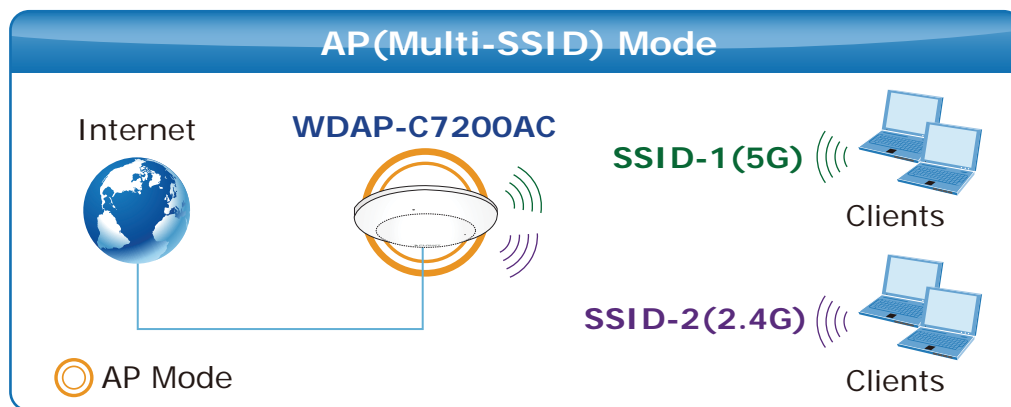 AP(Multi-SSID) Mode
Internet
WDAP-C7200AC
SSID-1(5G)
Clients
SSID-2(2.4G)
Clients
AP Mode